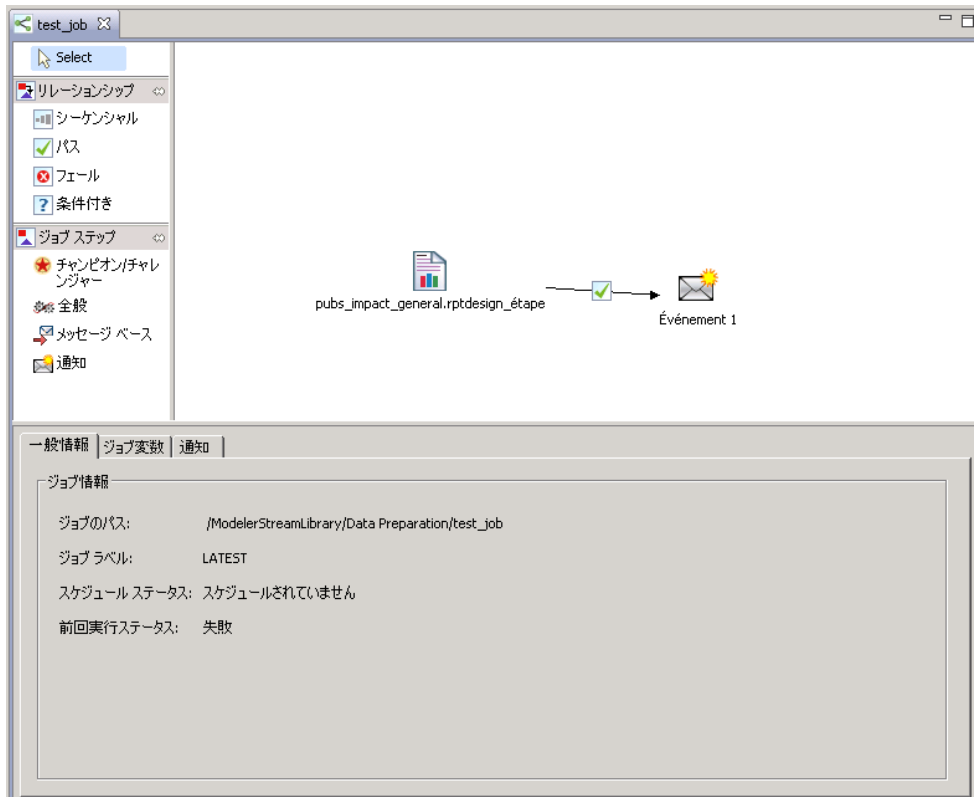 test_job
Select
リレーションシップ
シーケンシャル
パス
フェール
条件付き
ジョブ ステップ
チャンピオン/チャレ
ンジャー
全般
メッセージ ベース
通知
pubs_impact_general.rptdesign_étape
Événement 1
一般情報
ジョブ変数
通知
ジョブ情報
ジョブのパス: /ModelerStreamLibrary/Data Preparation/test_job
ジョブ ラベル: LATEST
スケジュール ステータス: スケジュールされていません
前回実行ステータス: 失敗